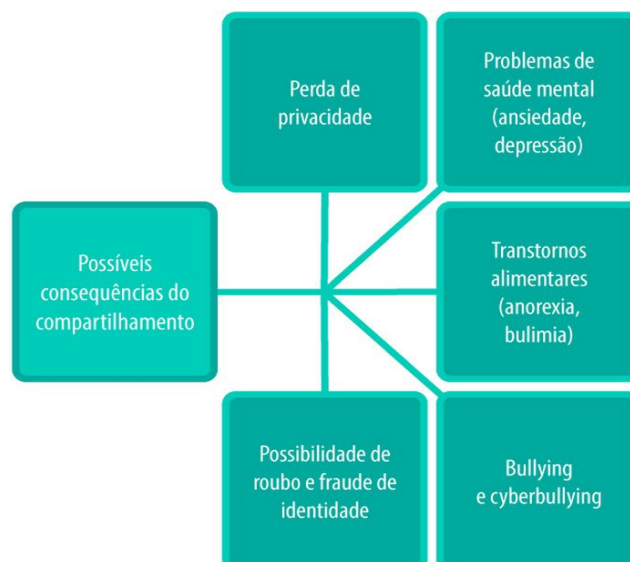 Perda de
privacidade
Problemas de
saúde mental
(ansiedade,
depressão)
Possíveis
consequências do
compartilhamento
Transtornos
alimentares
(anorexia,
bulimia)
Possibilidade de
roubo e fraude de
identidade
Bullying
e cyberbullying